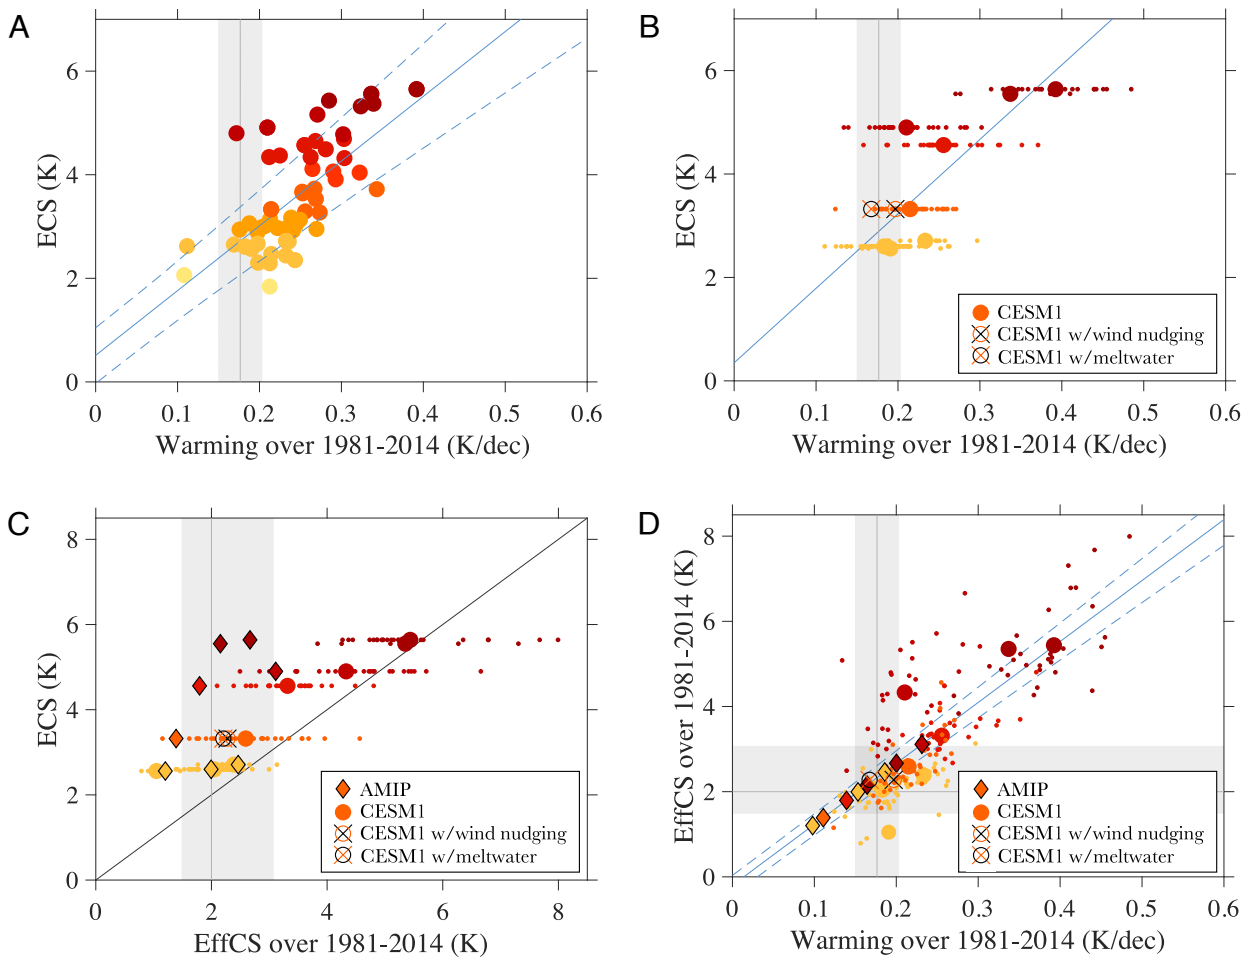 A
ECS (K)
6
4
2
0
0 0.1 0.2 0.3 0.4 0.5 0.6
Warming over 1981-2014 (K/dec)
B
ECS (K)
6
4
2
0
CESM1
CESM1 w/wind nudging
CESM1 w/meltwater
0 0.1 0.2 0.3 0.4 0.5 0.6
Warming over 1981-2014 (K/dec)
C
ECS (K)
8
6
4
2
0
AMIP
CESM1
CESM1 w/wind nudging
CESM1 w/meltwater
0 2 4 6 8
EffCS over 1981-2014 (K)
D
EffCS over 1981-2014 (K)
8
6
4
2
0
AMIP
CESM1
CESM1 w/wind nudging
CESM1 w/meltwater
0 0.1 0.2 0.3 0.4 0.5 0.6
Warming over 1981-2014 (K/dec)